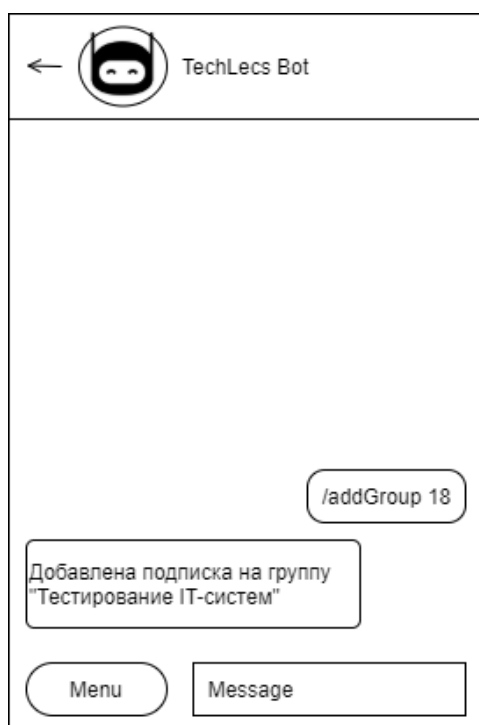 TechLecs Bot
/addGroup 18
Добавлена подписка на группу
"Тестирование IT-систем"
Menu
Message